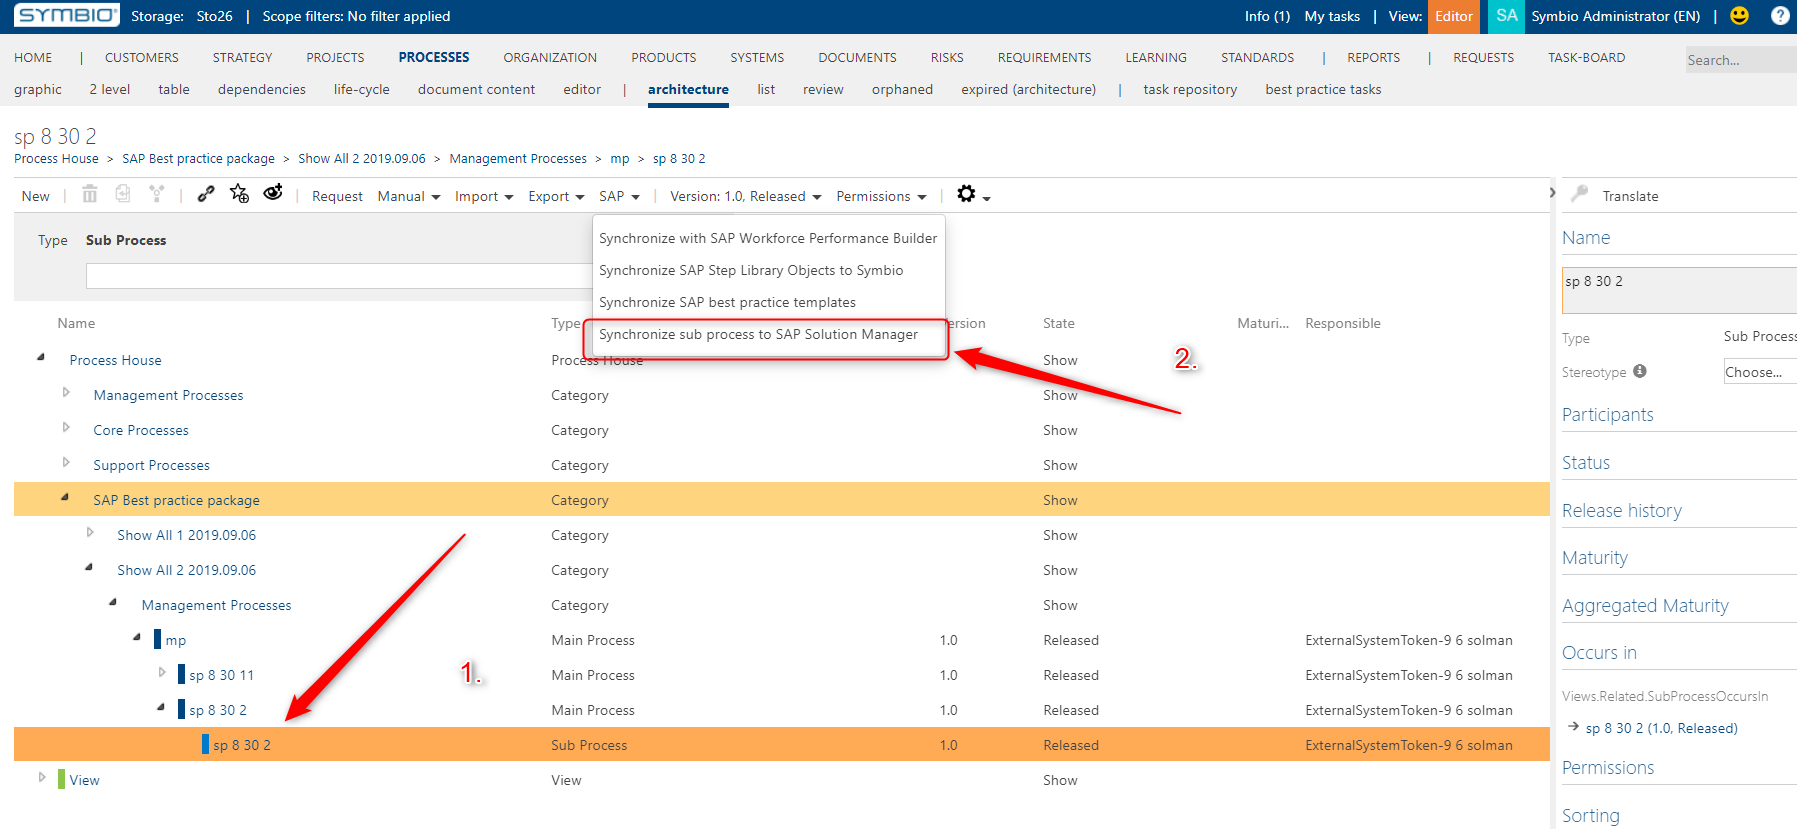 SYMBIO® Storage: Sto26 | Scope filters: No filter applied Info (1) My tasks | View: Editor SA Symbio Administrator (EN) | ?
HOME | CUSTOMERS STRATEGY PROJECTS PROCESSES ORGANIZATION PRODUCTS SYSTEMS DOCUMENTS RISKS REQUIREMENTS LEARNING STANDARDS | REPORTS | REQUESTS TASK-BOARD Search...
graphic 2 level table dependencies life-cycle document content editor | architecture list review orphaned expired (architecture) | task repository best practice tasks
sp 8 30 2
Process House > SAP Best practice package > Show All 2 2019.09.06 > Management Processes > mp > sp 8 30 2
New | | Request Manual Import Export SAP | Version: 1.0, Released Permissions |
Type Sub Process
Synchronize with SAP Workforce Performance Builder
Synchronize SAP Step Library Objects to Symbio
Synchronize SAP best practice templates
Synchronize sub process to SAP Solution Manager
Name Type ersion State Maturi... Responsible
Process House Process House Show
Management Processes Category Show
Core Processes Category Show
Support Processes Category Show
SAP Best practice package Category Show
Show All 1 2019.09.06 Category Show
Show All 2 2019.09.06 Category Show
Management Processes Category Show
mp Main Process 1.0 Released ExternalSystemToken-9 6 solman
sp 8 30 11 Main Process 1.0 Released ExternalSystemToken-9 6 solman
sp 8 30 2 Main Process 1.0 Released ExternalSystemToken-9 6 solman
sp 8 30 2 Sub Process 1.0 Released ExternalSystemToken-9 6 solman
View View Show
1.
2.
Translate
Name
sp 8 30 2
Type Sub Process
Stereotype Choose...
Participants
Status
Release history
Maturity
Aggregated Maturity
Occurs in
Views.Related.SubProcessOccursIn
sp 8 30 2 (1.0, Released)
Permissions
Sorting